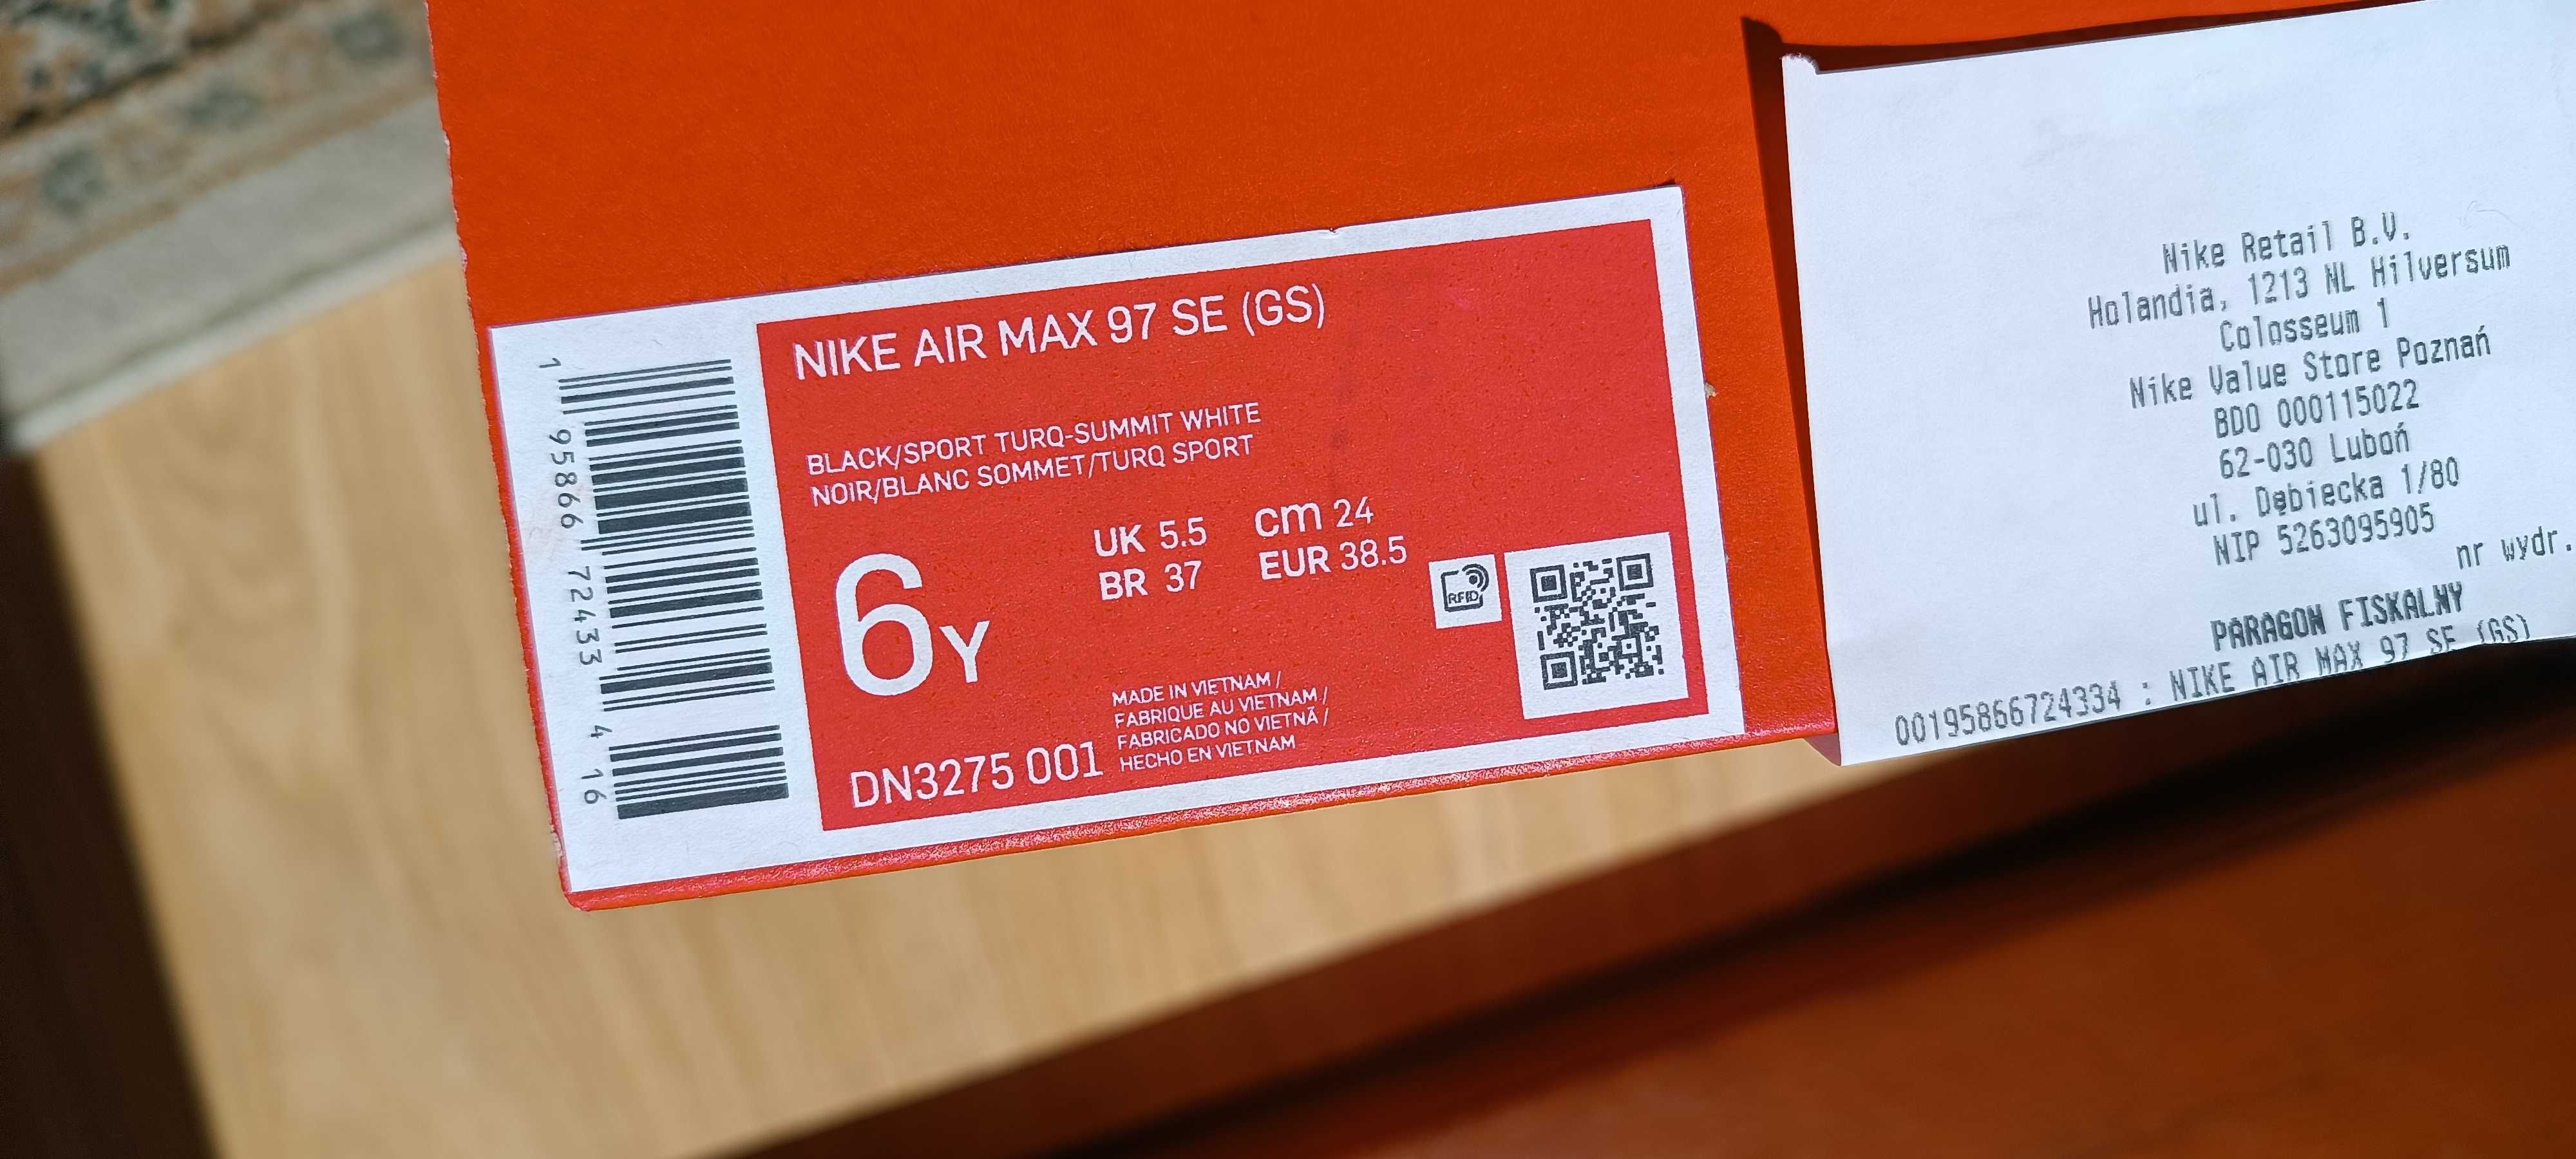 NIKE AIR MAX 97 SE (GS)
BLACK/SPORT TURQ-SUMMIT WHITE
NOIR/BLANC SOMMET/TURQ SPORT
6Y
UK 5.5 cm 24
BR 37 EUR 38.5
RFID
MADE IN VIETNAM /
FABRIQUE AU VIETNAM /
FABRICADO NO VIETNÃ /
HECHO EN VIETNAM
DN3275 001
1 95866 72433 4 16
Nike Retail B.V.
Holandia, 1213 NL Hilversum
Colosseum 1
Nike Value Store Poznań
BDO 000115022
62-030 Luboń
ul. Dębiecka 1/80
NIP 5263095905
nr wydr.
PARAGON FISKALNY
00195866724334 : NIKE AIR MAX 97 SE (GS)